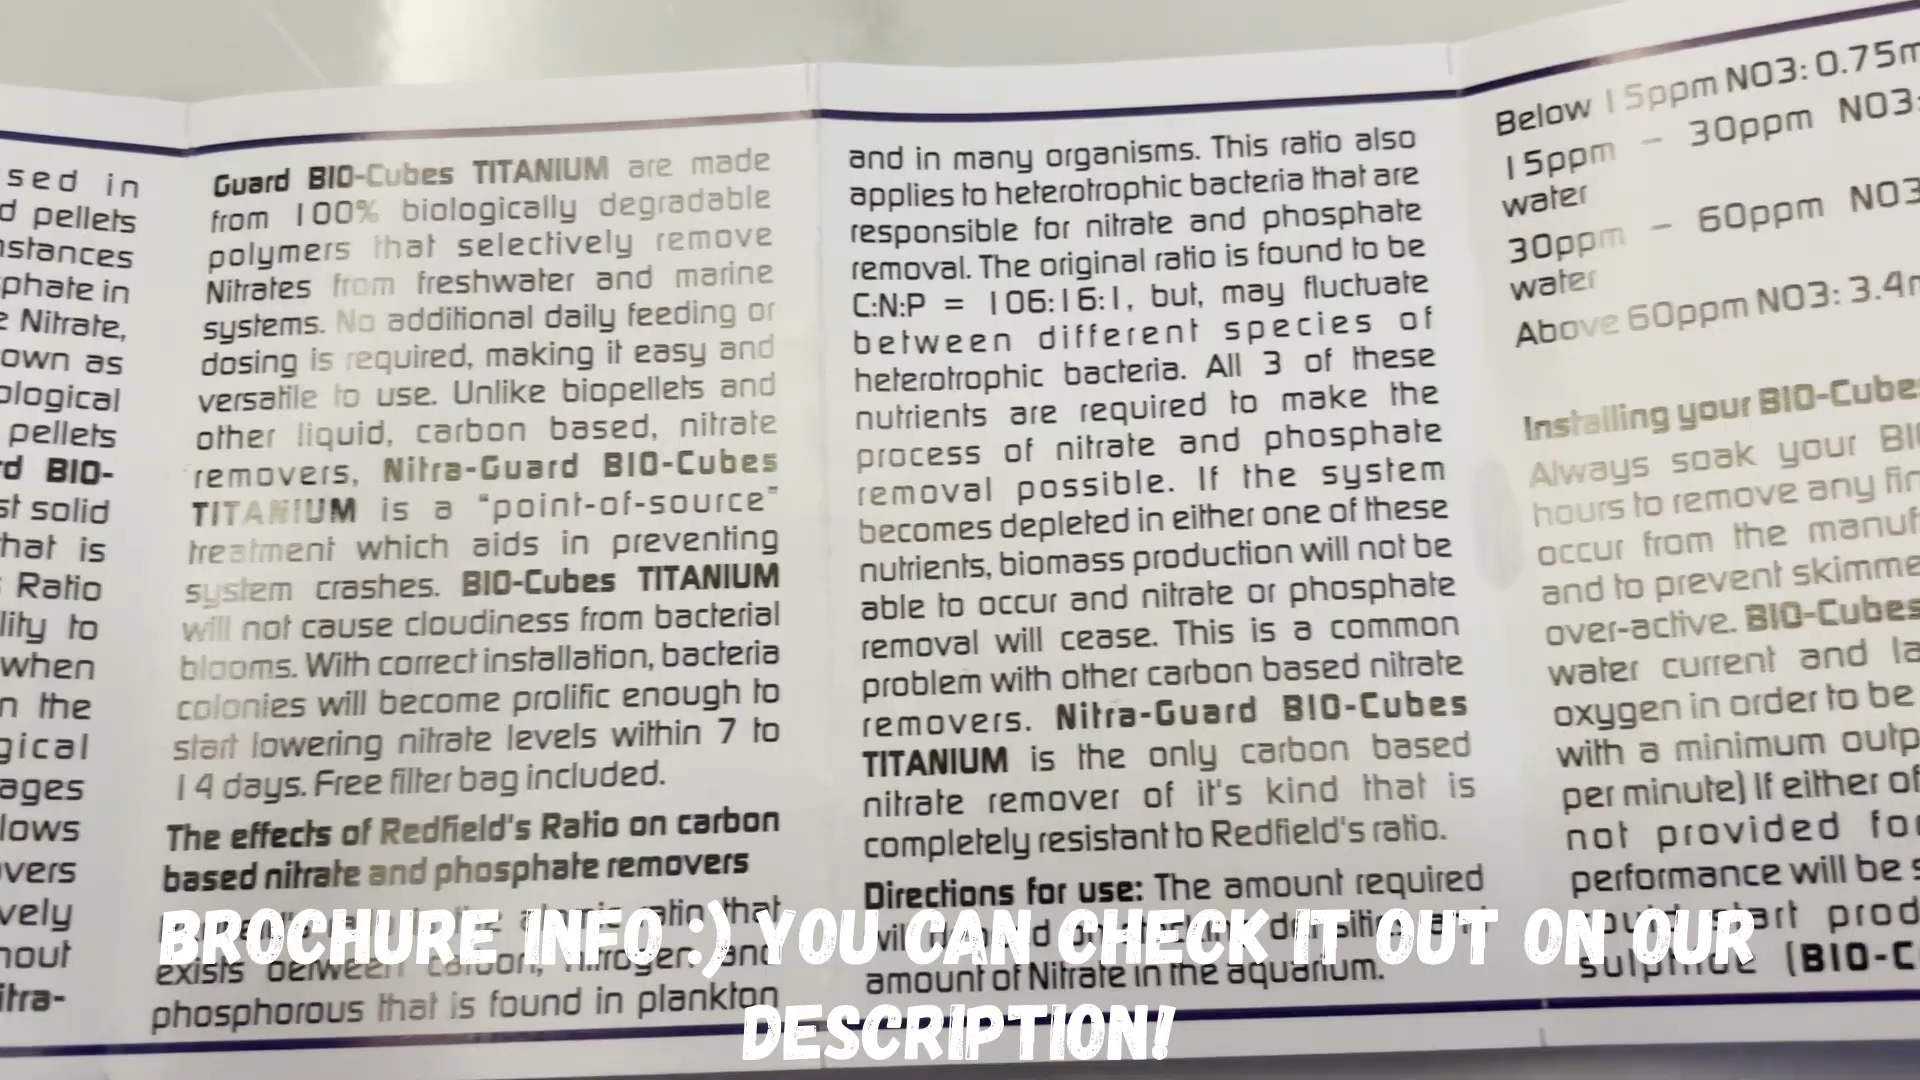 sed in
d pellets
nstances
phate in
e Nitrate,
own as
ological
pellets
rd BIO-
st solid
hat is
Ratio
lity to
when
n the
gical
ages
lows
vers
vely
hout
itra-
Guard BIO-Cubes TITANIUM are made
from 100% biologically degradable
polymers that selectively remove
Nitrates from freshwater and marine
systems. No additional daily feeding or
dosing is required, making it easy and
versatile to use. Unlike biopellets and
other liquid, carbon based, nitrate
removers, Nitra-Guard BIO-Cubes
TITANIUM is a "point-of-source"
treatment which aids in preventing
system crashes. BIO-Cubes TITANIUM
will not cause cloudiness from bacterial
blooms. With correct installation, bacteria
colonies will become prolific enough to
start lowering nitrate levels within 7 to
14 days. Free filter bag included.
The effects of Redfield's Ratio on carbon
based nitrate and phosphate removers
ratio that
exists between carbon, nitrogen and
phosphorous that is found in plankton
and in many organisms. This ratio also
applies to heterotrophic bacteria that are
responsible for nitrate and phosphate
removal. The original ratio is found to be
C:N:P = 106:16:1, but, may fluctuate
between different species of
heterotrophic bacteria. All 3 of these
nutrients are required to make the
process of nitrate and phosphate
removal possible. If the system
becomes depleted in either one of these
nutrients, biomass production will not be
able to occur and nitrate or phosphate
removal will cease. This is a common
problem with other carbon based nitrate
removers. Nitra-Guard BIO-Cubes
TITANIUM is the only carbon based
nitrate remover of it's kind that is
completely resistant to Redfield's ratio.
Directions for use: The amount required
will
amount of Nitrate in the aquarium.
Below 15ppm NO3: 0.75m
15ppm – 30ppm NO3:
water
30ppm – 60ppm NO3
water
Above 60ppm NO3: 3.4m
Installing your BIO-Cubes
Always soak your BI
hours to remove any fin
occur from the manuf
and to prevent skimme
over-active. BIO-Cubes
water current and la
oxygen in order to be
with a minimum outp
per minute) If either of
not provided for
performance will be s
start prod
sulphide (BIO-C
BROCHURE INFO :) YOU CAN CHECK IT OUT ON OUR
DESCRIPTION!